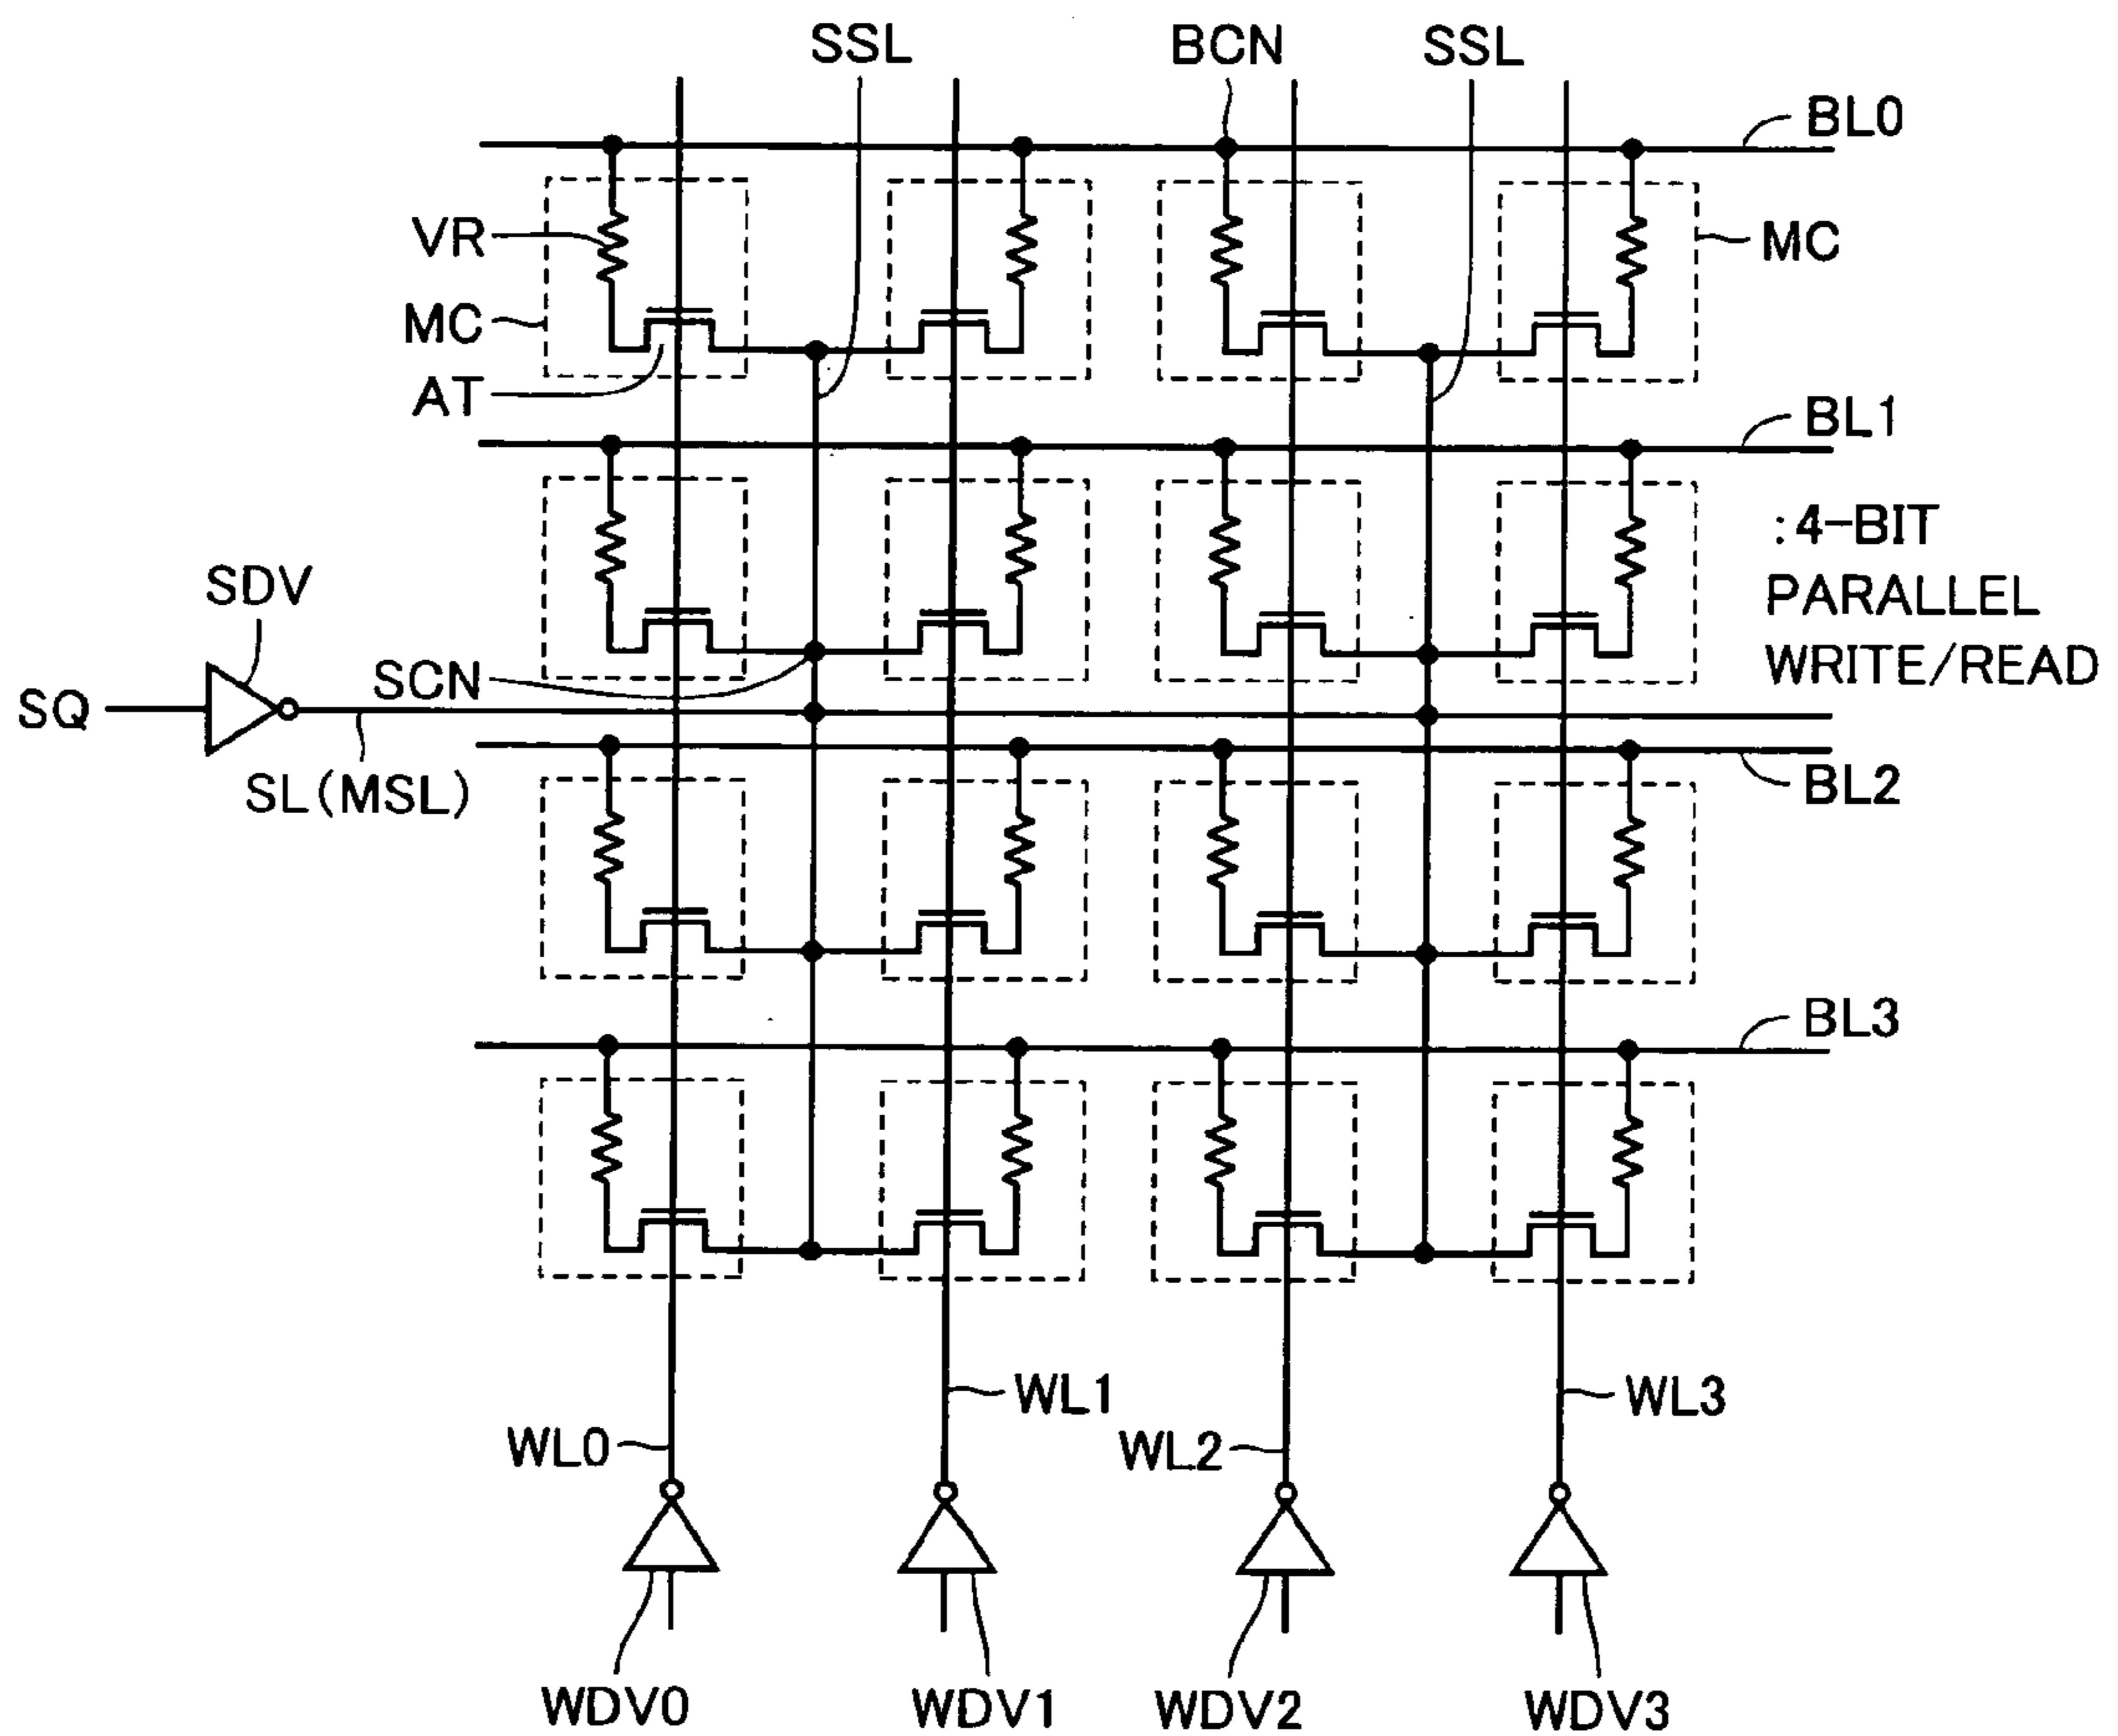 SSL
BCN
SSL
BL0
VR
MC
MC
AT
BL1
:4-BIT
PARALLEL
WRITE/READ
SDV
SCN
SQ
SL(MSL)
BL2
BL3
WL1
WL3
WL0
WL2
WDV0
WDV1
WDV2
WDV3